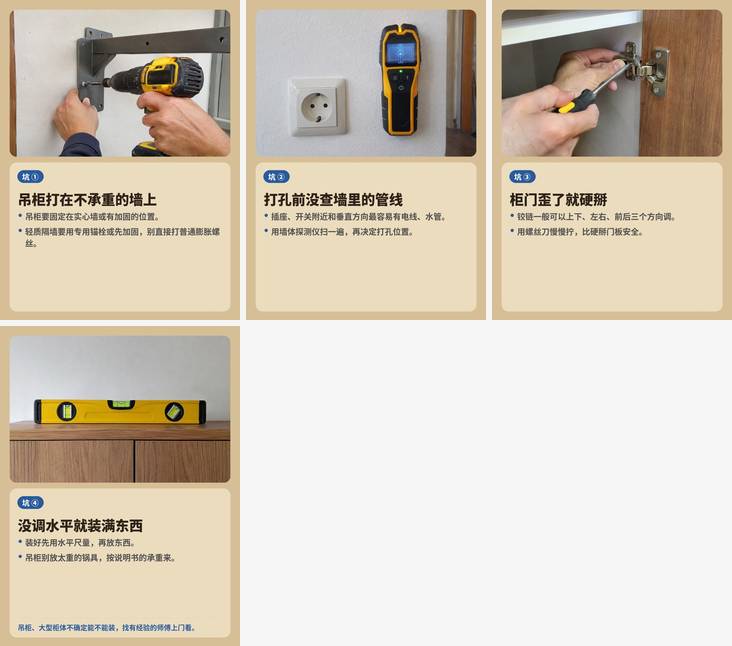 坑①
吊柜打在不承重的墙上
• 吊柜要固定在实心墙或有加固的位置。
• 轻质隔墙要用专用锚栓或先加固，别直接打普通膨胀螺
丝。
坑②
打孔前没查墙里的管线
• 插座、开关附近和垂直方向最容易有电线、水管。
• 用墙体探测仪扫一遍，再决定打孔位置。
坑③
柜门歪了就硬掰
• 铰链一般可以上下、左右、前后三个方向调。
• 用螺丝刀慢慢拧，比硬掰门板安全。
坑④
没调水平就装满东西
• 装好先用水平尺量，再放东西。
• 吊柜别放太重的锅具，按说明书的承重来。
吊柜、大型柜体不确定能不能装，找有经验的师傅上门看。